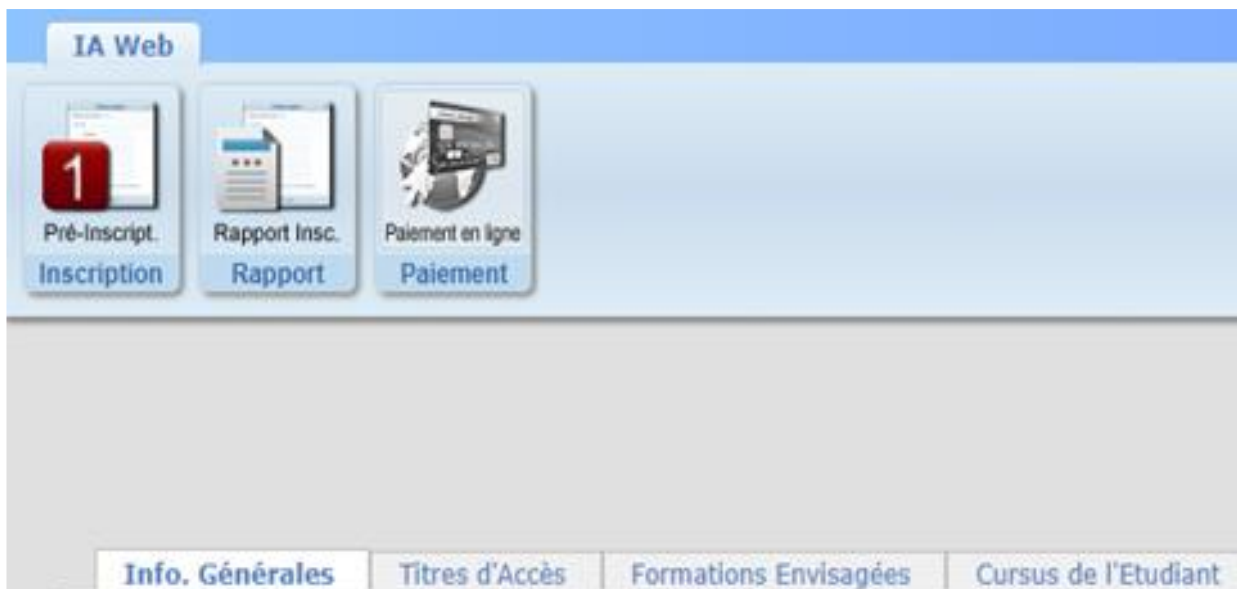 IA Web
1
Pré-Inscript. Rapport Insc. Paiement en ligne
Inscription Rapport Paiement
Info. Générales Titres d'Accès Formations Envisagées Cursus de l'Etudiant